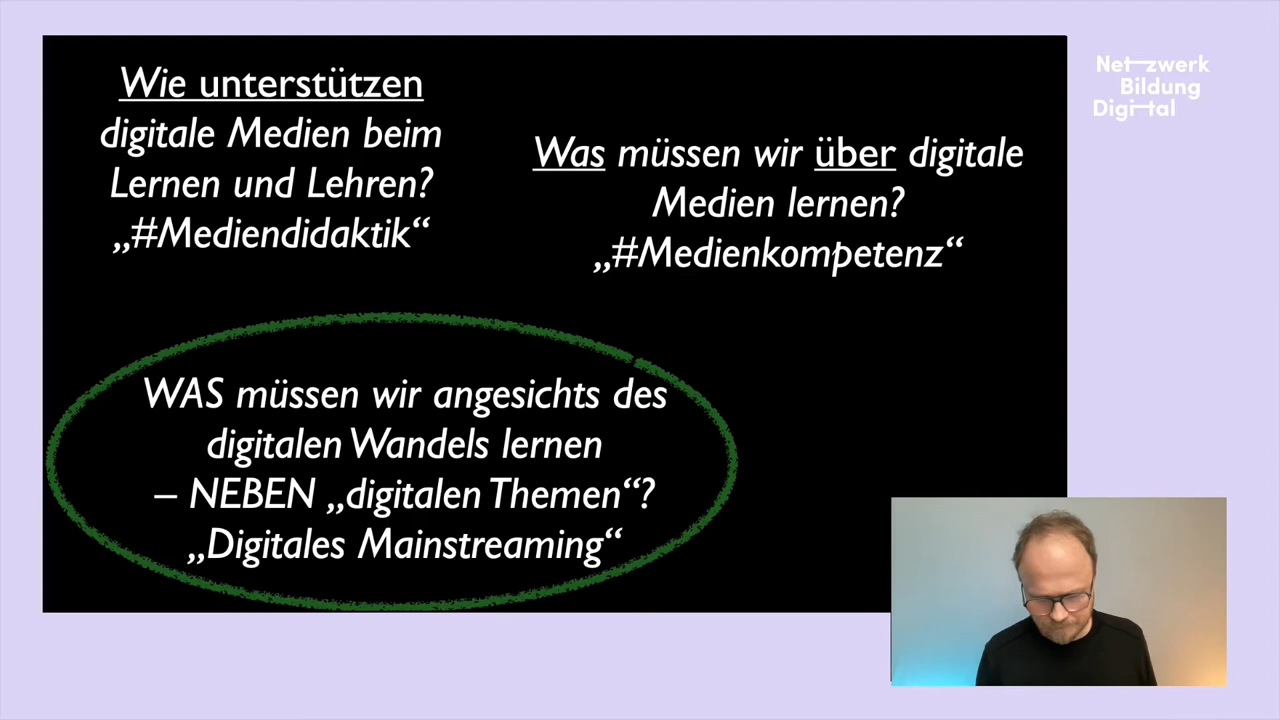 Wie unterstützen
digitale Medien beim
Lernen und Lehren?
„#Mediendidaktik“
Was müssen wir über digitale
Medien lernen?
„#Medienkompetenz“
WAS müssen wir angesichts des
digitalen Wandels lernen
– NEBEN „digitalen Themen“?
„Digitales Mainstreaming“
Netzwerk
Bildung
Digital